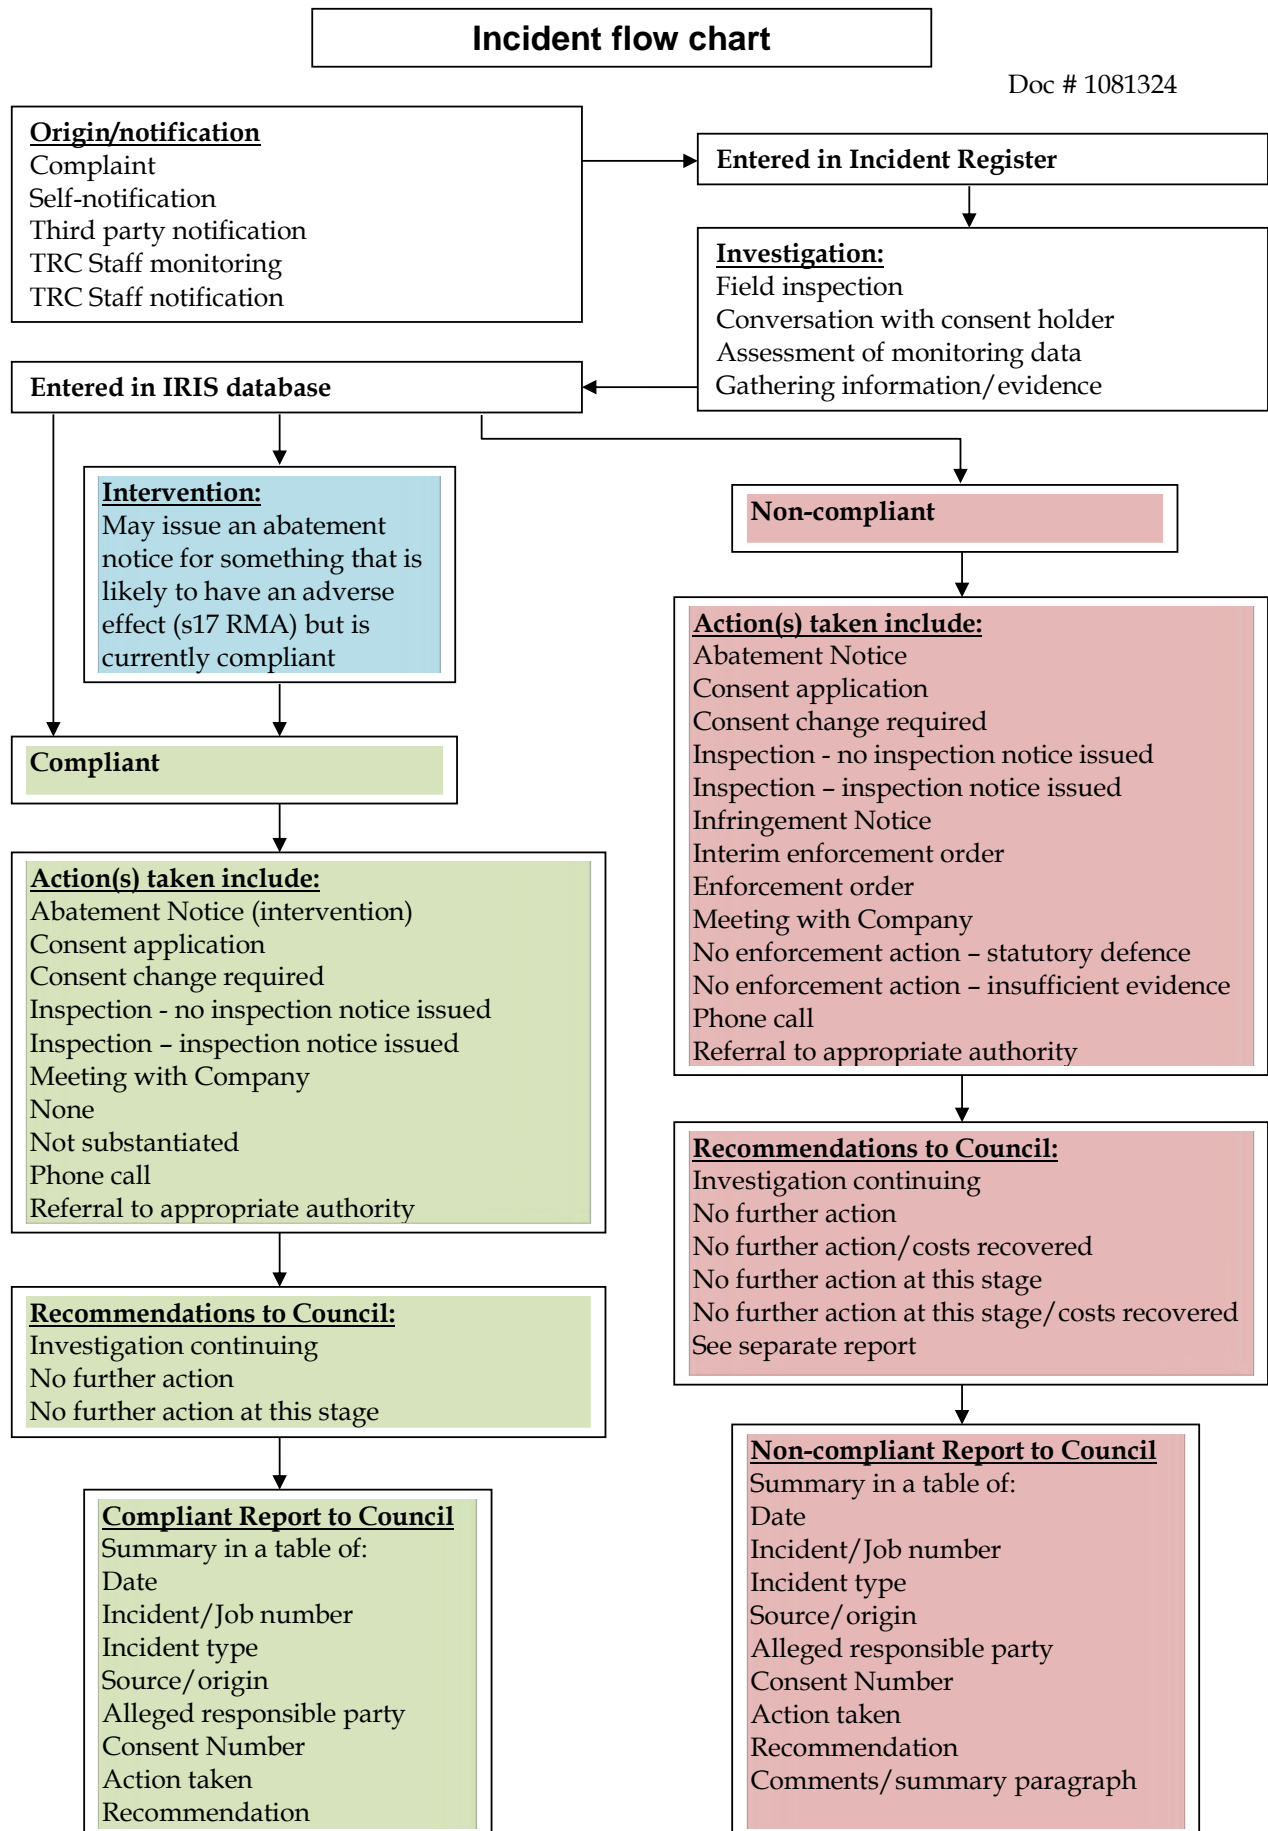 Incident flow chart
Doc # 1081324
Origin/notification
Complaint
Self-notification
Third party notification
TRC Staff monitoring
TRC Staff notification
Entered in Incident Register
Investigation:
Field inspection
Conversation with consent holder
Assessment of monitoring data
Gathering information/evidence
Entered in IRIS database
Intervention:
May issue an abatement
notice for something that is
likely to have an adverse
effect (s17 RMA) but is
currently compliant
Compliant
Action(s) taken include:
Abatement Notice (intervention)
Consent application
Consent change required
Inspection - no inspection notice issued
Inspection – inspection notice issued
Meeting with Company
None
Not substantiated
Phone call
Referral to appropriate authority
Recommendations to Council:
Investigation continuing
No further action
No further action at this stage
Compliant Report to Council
Summary in a table of:
Date
Incident/Job number
Incident type
Source/origin
Alleged responsible party
Consent Number
Action taken
Recommendation
Non-compliant
Action(s) taken include:
Abatement Notice
Consent application
Consent change required
Inspection - no inspection notice issued
Inspection – inspection notice issued
Infringement Notice
Interim enforcement order
Enforcement order
Meeting with Company
No enforcement action – statutory defence
No enforcement action – insufficient evidence
Phone call
Referral to appropriate authority
Recommendations to Council:
Investigation continuing
No further action
No further action/costs recovered
No further action at this stage
No further action at this stage/costs recovered
See separate report
Non-compliant Report to Council
Summary in a table of:
Date
Incident/Job number
Incident type
Source/origin
Alleged responsible party
Consent Number
Action taken
Recommendation
Comments/summary paragraph